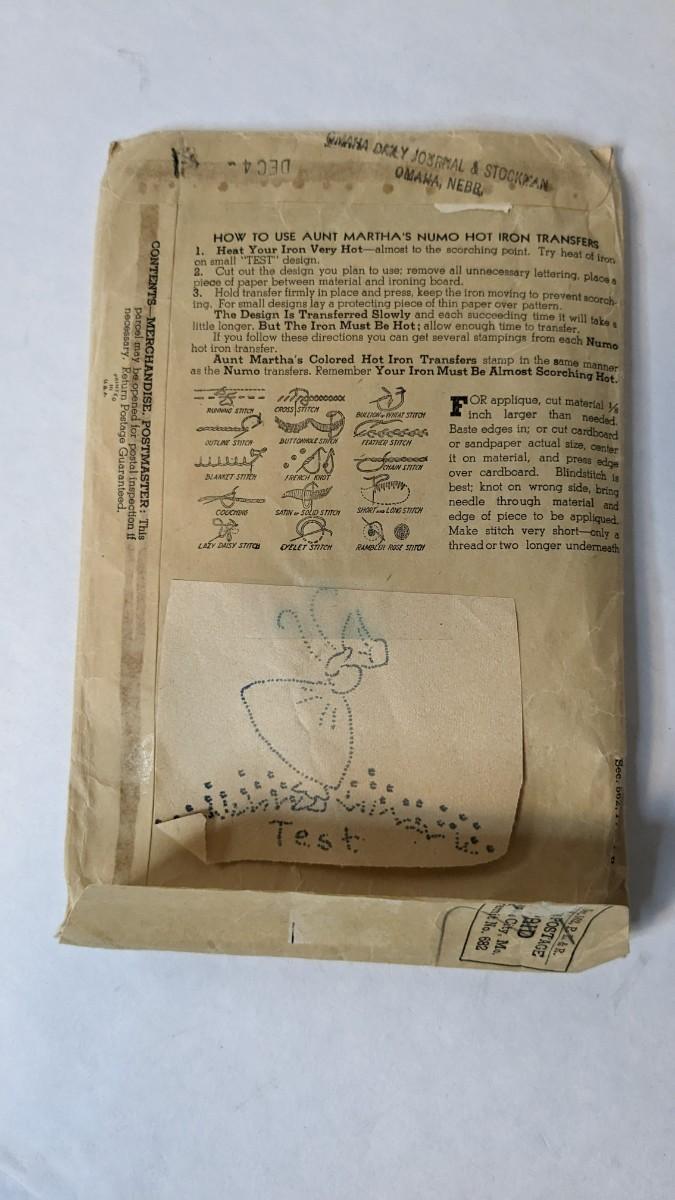 OMAHA DAILY JOURNAL & STOCKMAN
OMAHA, NEBR.
DEC 4
HOW TO USE AUNT MARTHA'S NUMO HOT IRON TRANSFERS
1. Heat Your Iron Very Hot—almost to the scorching point. Try heat of iron
on small "TEST" design.
2. Cut out the design you plan to use; remove all unnecessary lettering, place a
piece of paper between material and ironing board.
3. Hold transfer firmly in place and press, keep the iron moving to prevent scorch-
ing. For small designs lay a protecting piece of thin paper over pattern.
The Design Is Transferred Slowly and each succeeding time it will take a
little longer. But The Iron Must Be Hot; allow enough time to transfer.
If you follow these directions you can get several stampings from each Numo
hot iron transfer.
Aunt Martha's Colored Hot Iron Transfers stamp in the same manner
as the Numo transfers. Remember Your Iron Must Be Almost Scorching Hot.
RUNNING STITCH
CROSS STITCH
BULLION or WHEAT STITCH
OUTLINE STITCH
BUTTONHOLE STITCH
FEATHER STITCH
BLANKET STITCH
FRENCH KNOT
CHAIN STITCH
COUCHING
SATIN or SOLID STITCH
SHORT and LONG STITCH
LAZY DAISY STITCH
EYELET STITCH
RAMBLER ROSE STITCH
FOR applique, cut material 1/8
inch larger than needed.
Baste edges in; or cut cardboard
or sandpaper actual size, center
it on material, and press edge
over cardboard. Blindstitch is
best; knot on wrong side, bring
needle through material and
edge of piece to be appliqued.
Make stitch very short—only a
thread or two longer underneath
CONTENTS—MERCHANDISE, POSTMASTER: This
parcel may be opened for postal inspection if
necessary. Return Postage Guaranteed.
PRINTED
IN
U.S.A.
Test
Sec. 562, P. L. & R.
POSTAGE
PAID
City, Mo.
No. 682